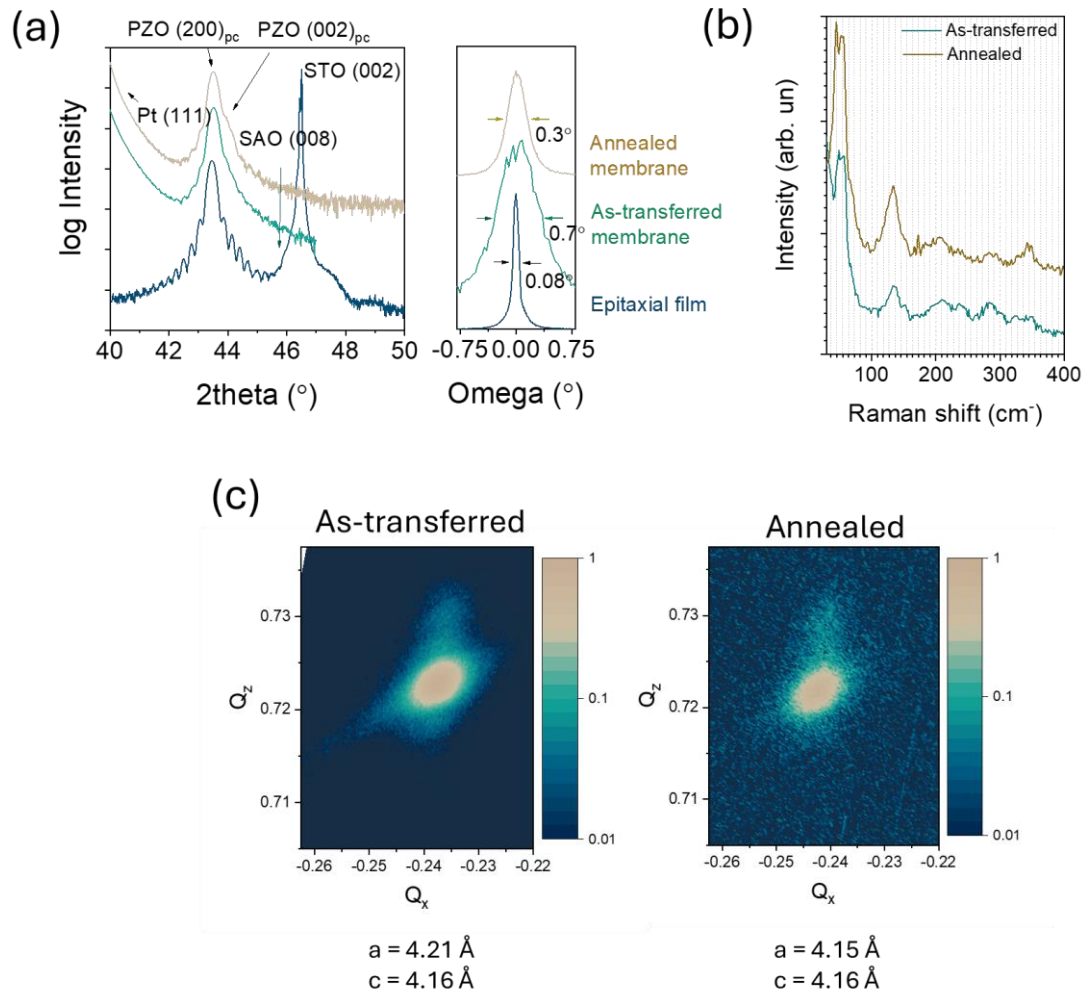 (a)
PZO (200)pc
PZO (002)pc
STO (002)
Pt (111)
SAO (008)
log Intensity
40 42 44 46 48 50
2theta (°)
0.3°
Annealed
membrane
As-transferred
membrane
0.7°
0.08°
Epitaxial film
-0.75 0.00 0.75
Omega (°)
(b)
As-transferred
Annealed
Intensity (arb. un)
100 200 300 400
Raman shift (cm-)
(c)
As-transferred
Qz
0.73
0.72
0.71
-0.26 -0.25 -0.24 -0.23 -0.22
Qx
1
0.1
0.01
a = 4.21 Å
c = 4.16 Å
Annealed
Qz
0.73
0.72
0.71
-0.26 -0.25 -0.24 -0.23 -0.22
Qx
1
0.1
0.01
a = 4.15 Å
c = 4.16 Å